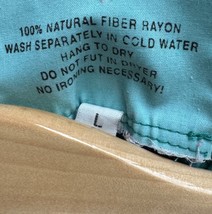 100% NATURAL FIBER RAYON
WASH SEPARATELY IN COLD WATER
HANG TO DRY
DO NOT PUT IN DRYER
NO IRONING NECESSARY!
L